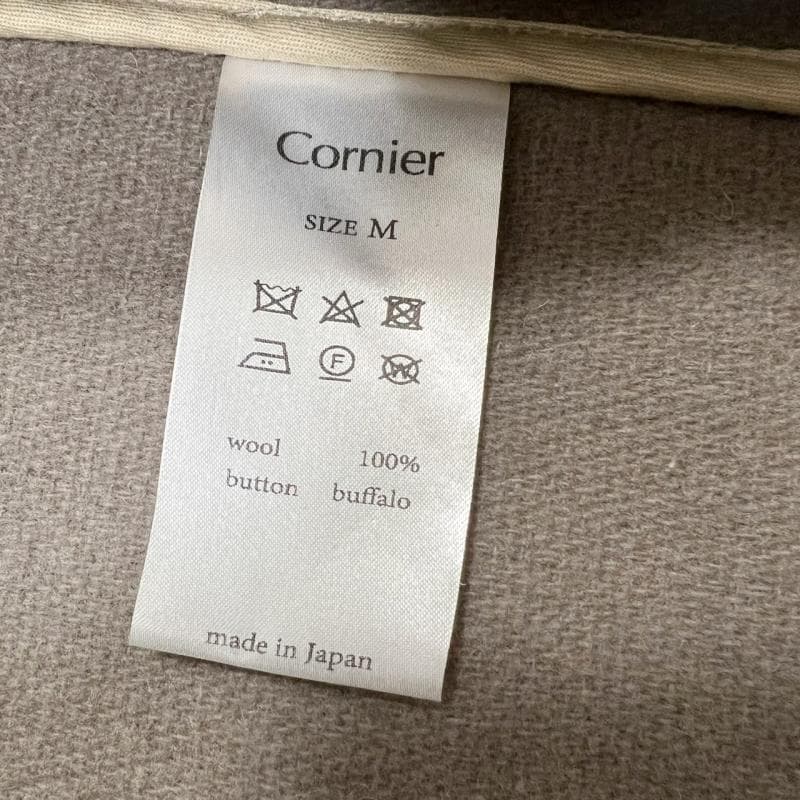 Cornier
SIZE M
F
W
wool 100%
button buffalo
made in Japan